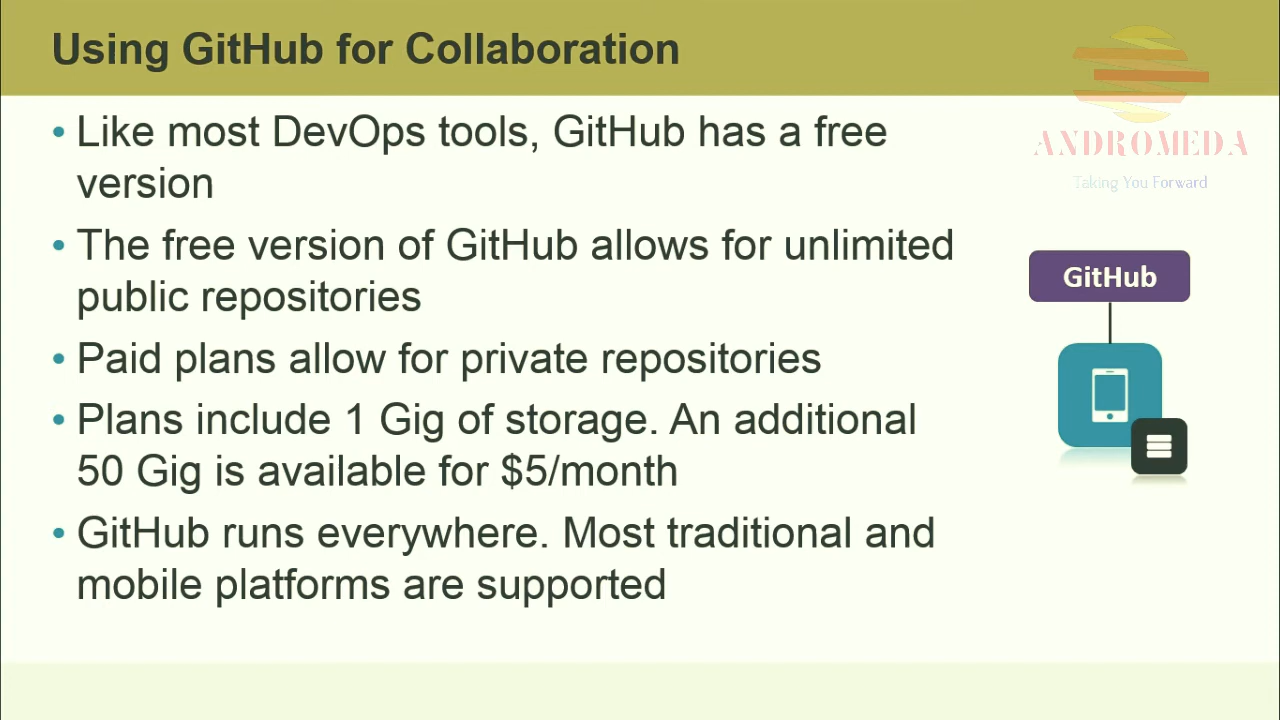 Using GitHub for Collaboration
• Like most DevOps tools, GitHub has a free
version
• The free version of GitHub allows for unlimited
public repositories
• Paid plans allow for private repositories
• Plans include 1 Gig of storage. An additional
50 Gig is available for $5/month
• GitHub runs everywhere. Most traditional and
mobile platforms are supported
ANDROMEDA
Taking You Forward
GitHub